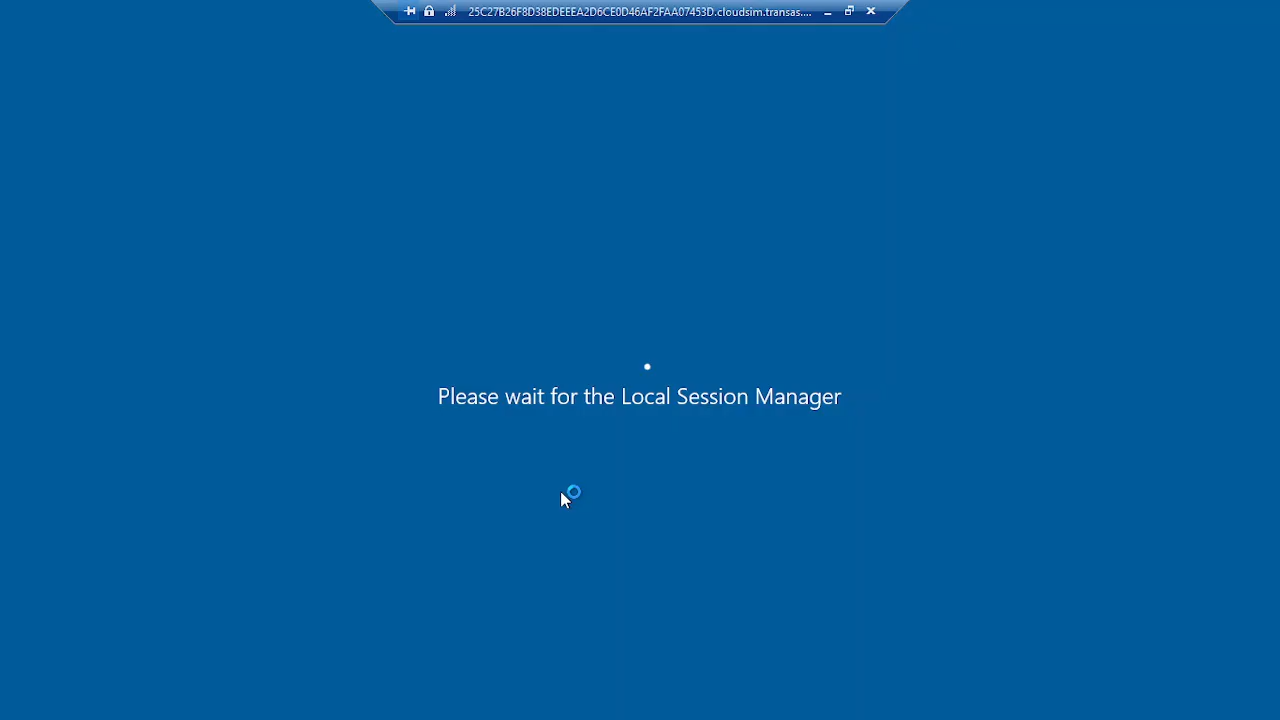 25C27B26F8D38EDEEEA2D6CE0D46AF2FAA07453D.cloudsim.transas....
Please wait for the Local Session Manager